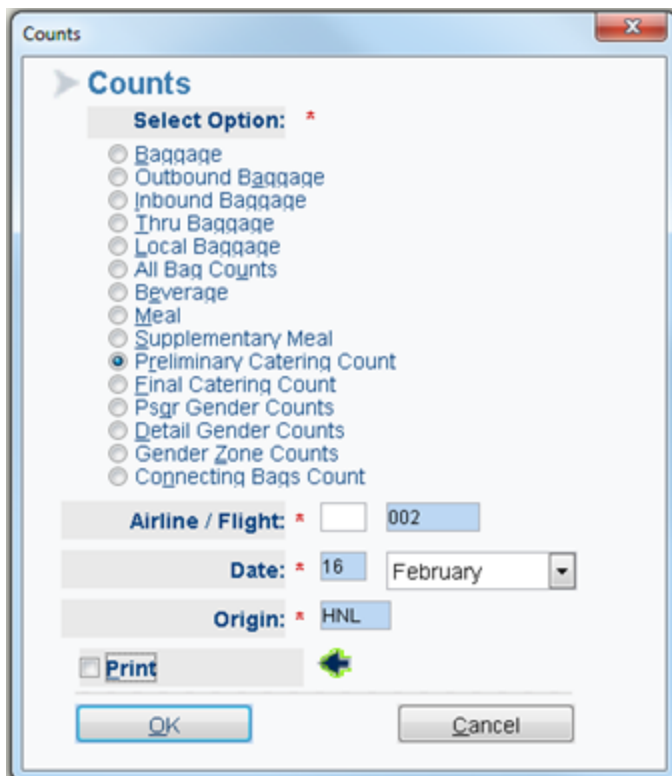 Counts
Counts
Select Option: *
Baggage
Outbound Baggage
Inbound Baggage
Thru Baggage
Local Baggage
All Bag Counts
Beverage
Meal
Supplementary Meal
Preliminary Catering Count
Final Catering Count
Psgr Gender Counts
Detail Gender Counts
Gender Zone Counts
Connecting Bags Count
Airline / Flight: * 002
Date: * 16 February
Origin: * HNL
Print
OK Cancel